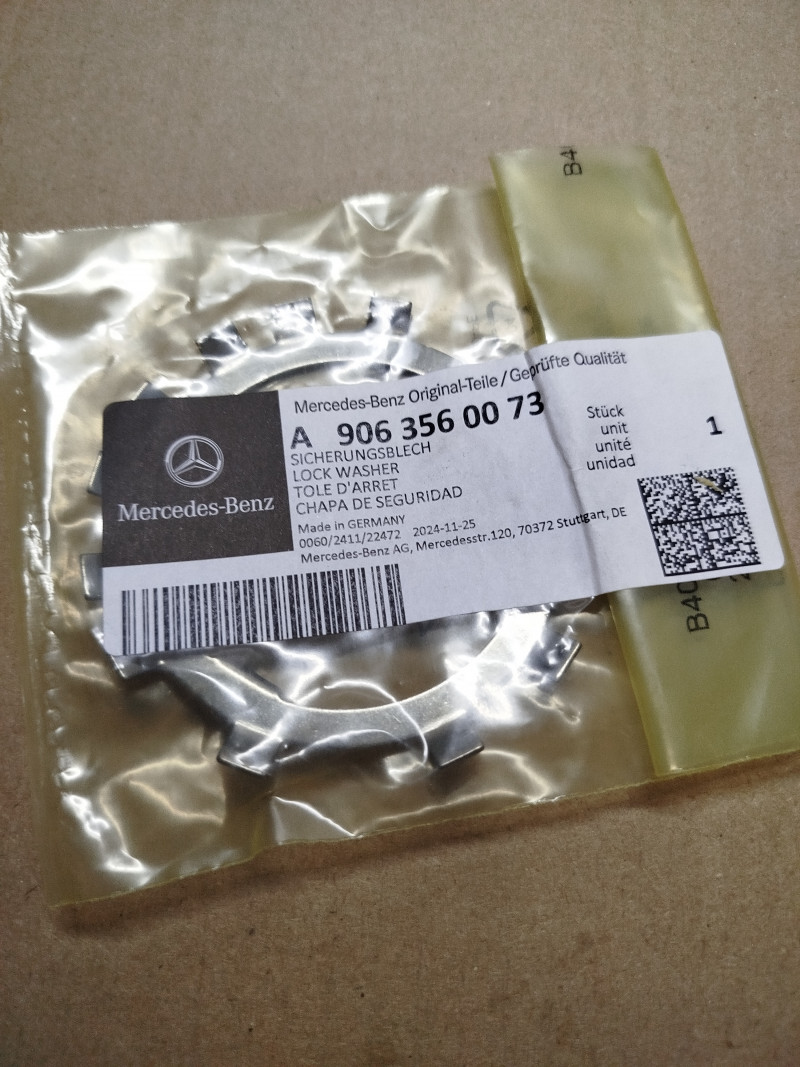 B4
Mercedes-Benz Original-Teile / Geprüfte Qualität
A 906 356 00 73
SICHERUNGSBLECH
LOCK WASHER
TOLE D'ARRET
CHAPA DE SEGURIDAD
Stück
unit
unité
unidad
1
Mercedes-Benz
Made in GERMANY
0060/2411/22472 2024-11-25
Mercedes-Benz AG, Mercedesstr.120, 70372 Stuttgart, DE
B40